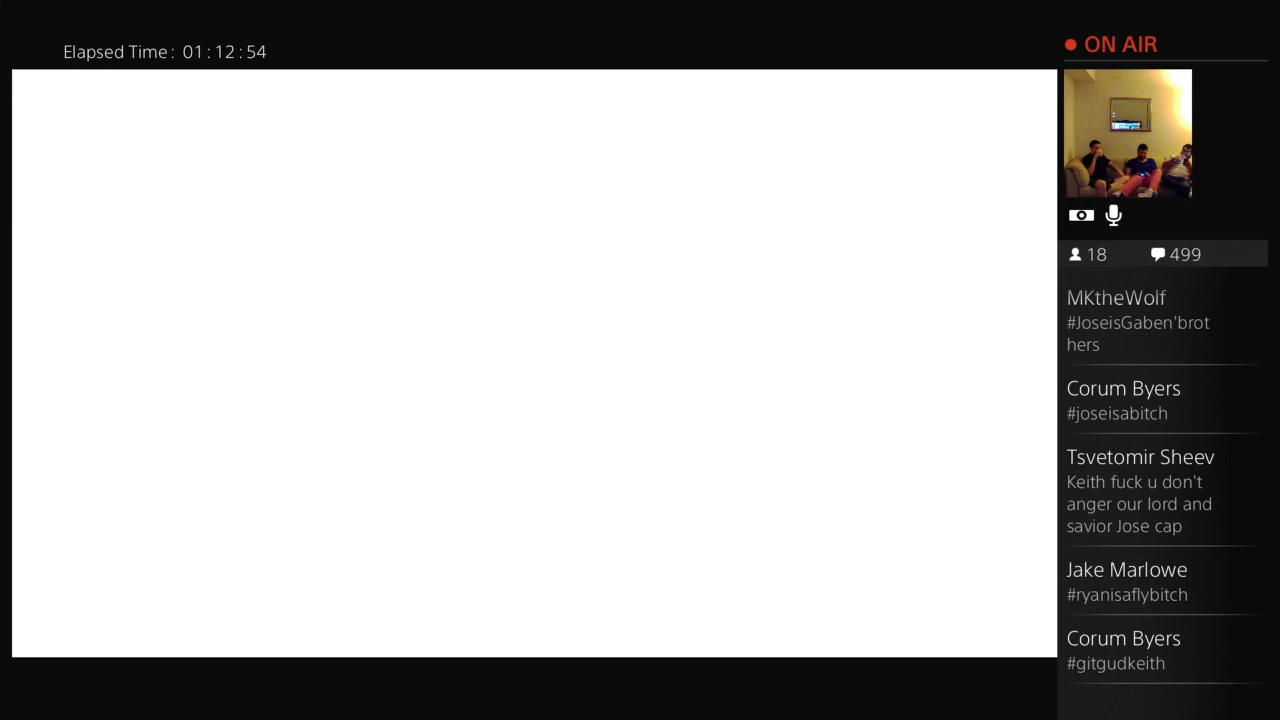 Elapsed Time: 01:12:54
ON AIR
18 499
MKtheWolf
#JoseisGaben'brot
hers
Corum Byers
#joseisabitch
Tsvetomir Sheev
Keith fuck u don't
anger our lord and
savior Jose cap
Jake Marlowe
#ryanisaflybitch
Corum Byers
#gitgudkeith